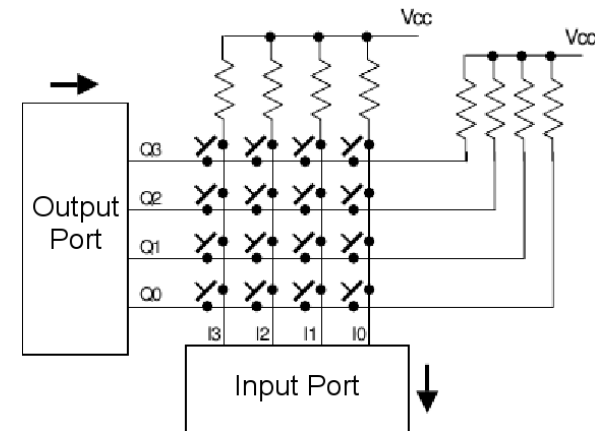 Vcc
Vcc
Output
Port
Q3
Q2
Q1
Q0
I3 I2 I1 I0
Input Port